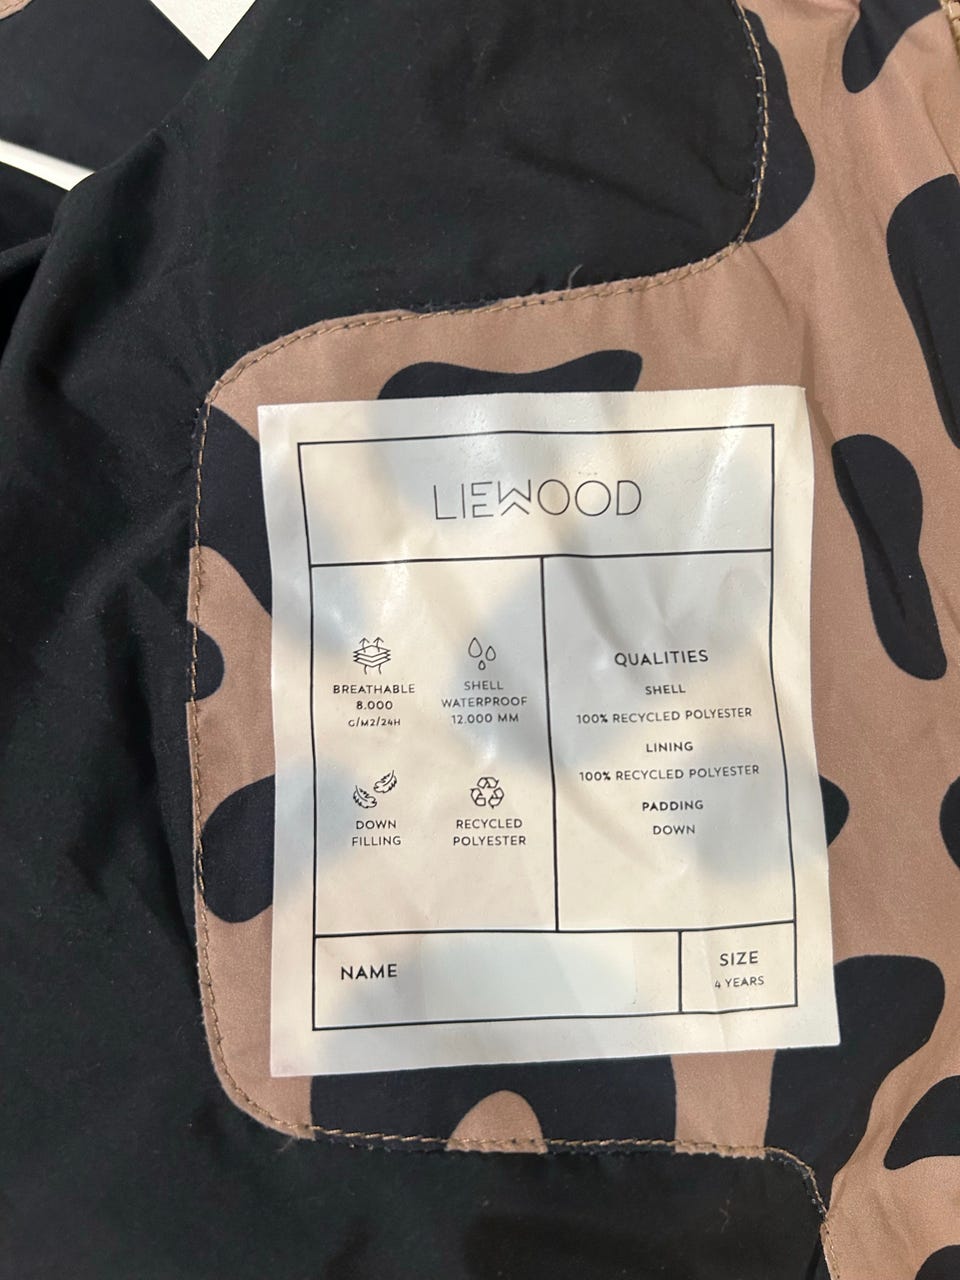 LIEWOOD
BREATHABLE
8.000
G/M2/24H
SHELL
WATERPROOF
12.000 MM
DOWN
FILLING
RECYCLED
POLYESTER
QUALITIES
SHELL
100% RECYCLED POLYESTER
LINING
100% RECYCLED POLYESTER
PADDING
DOWN
NAME
SIZE
4 YEARS